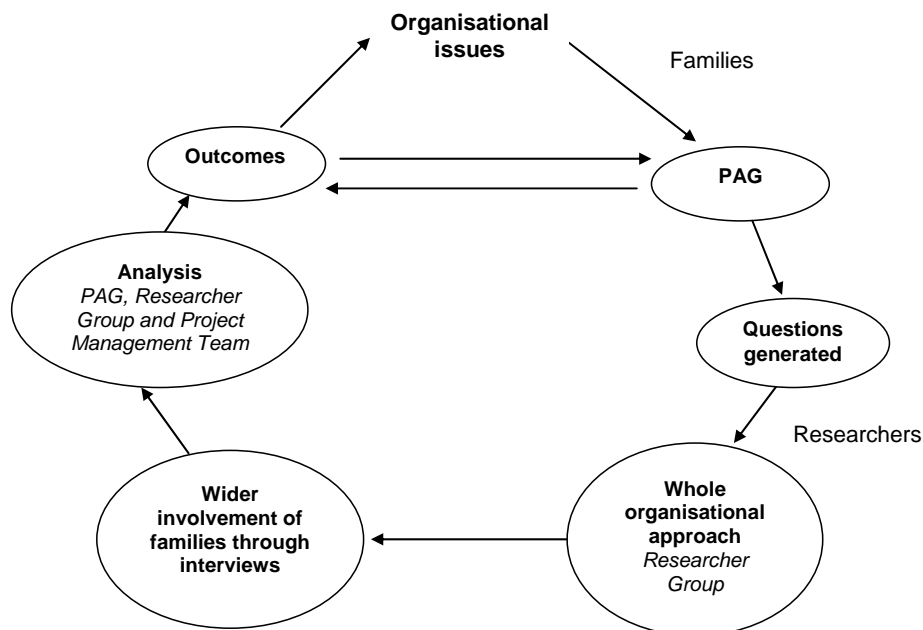 Organisational
issues
Families
Outcomes
PAG
Analysis
PAG, Researcher
Group and Project
Management Team
Questions
generated
Researchers
Wider
involvement of
families through
interviews
Whole
organisational
approach
Researcher
Group